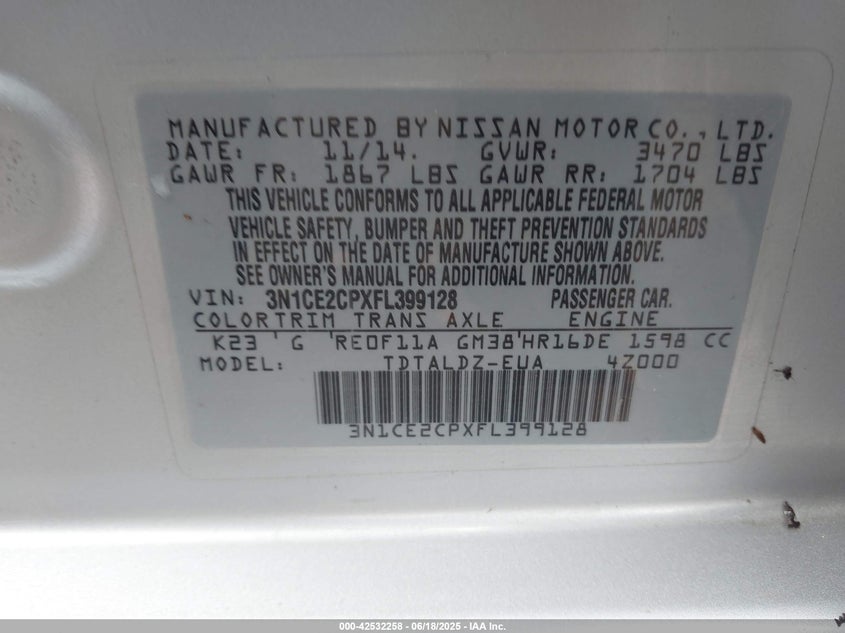 MANUFACTURED BY NISSAN MOTOR CO., LTD.
DATE: 11/14. GVWR: 3470 LBS
GAWR FR: 1867 LBS GAWR RR: 1704 LBS
THIS VEHICLE CONFORMS TO ALL APPLICABLE FEDERAL MOTOR
VEHICLE SAFETY, BUMPER AND THEFT PREVENTION STANDARDS
IN EFFECT ON THE DATE OF MANUFACTURE SHOWN ABOVE.
SEE OWNER'S MANUAL FOR ADDITIONAL INFORMATION.
VIN: 3N1CE2CPXFL399128 PASSENGER CAR.
COLORTRIM TRANS AXLE ENGINE
K23 ' G 'RE0F11A GM38'HR16DE 1598 CC
MODEL: TDTALDZ-EUA 4Z000
3N1CE2CPXFL399128
000-42532258 - 06/18/2025 - IAA Inc.